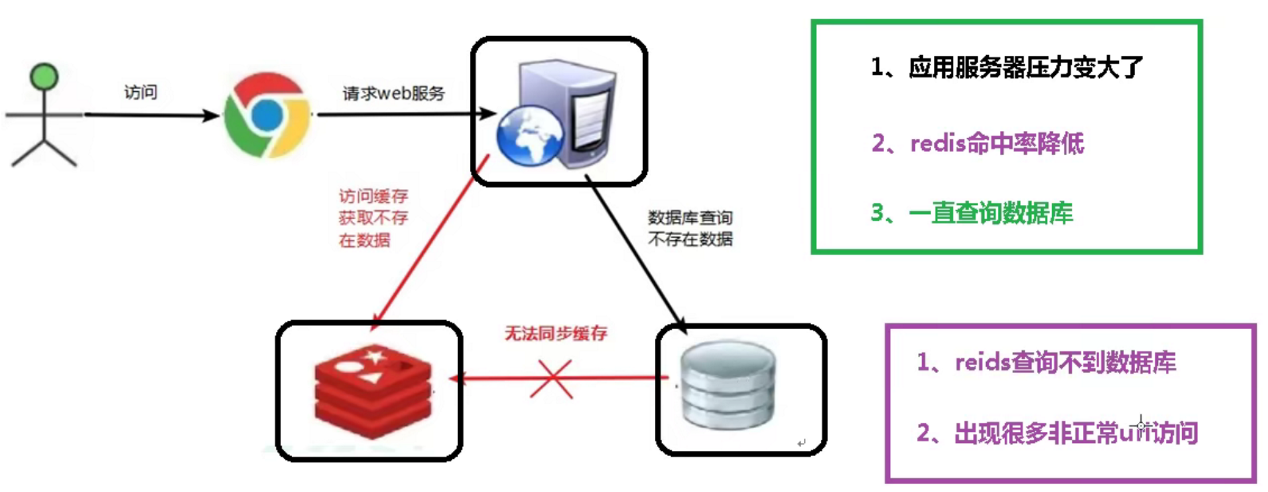 访问
请求web服务
访问缓存
获取不存
在数据
数据库查询
不存在数据
无法同步缓存
1、应用服务器压力变大了
2、redis命中率降低
3、一直查询数据库
1、reids查询不到数据库
2、出现很多非正常url访问